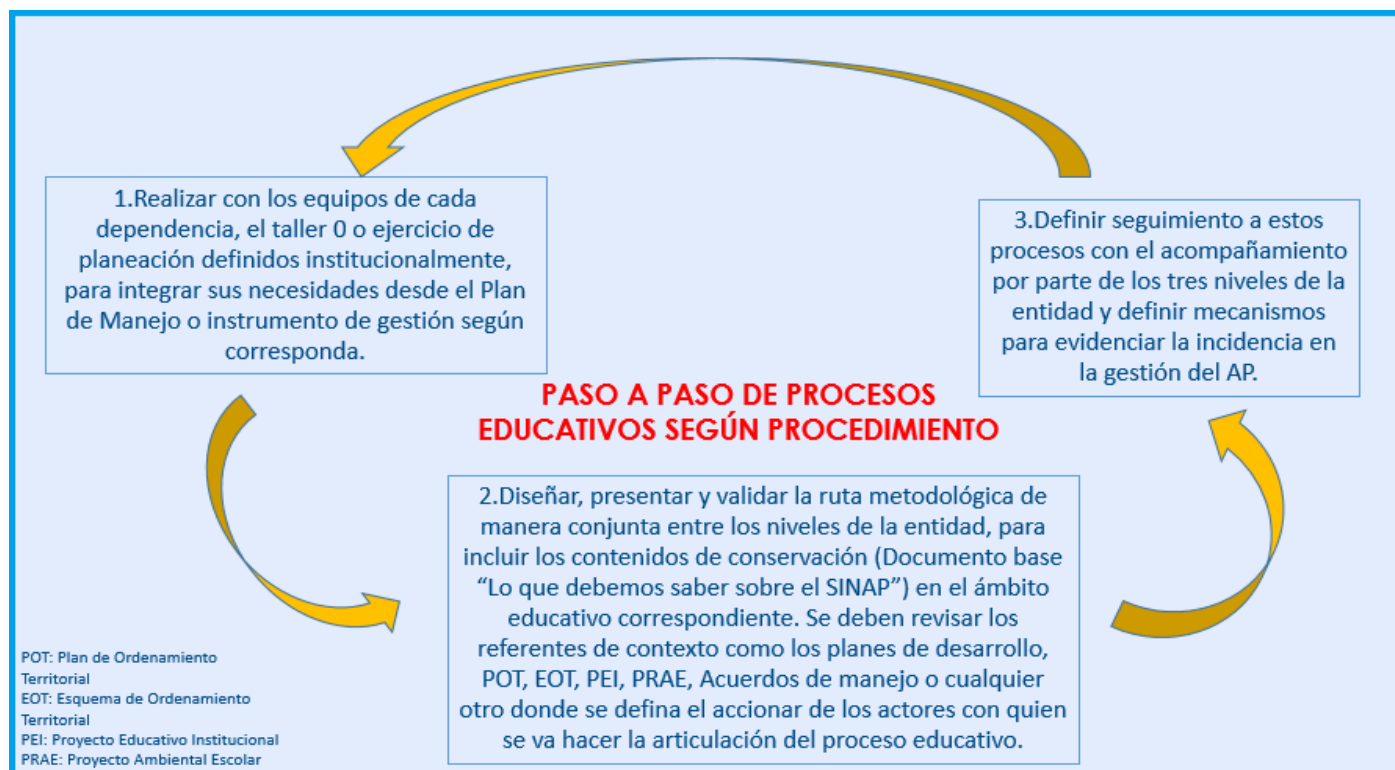 1.Realizar con los equipos de cada
dependencia, el taller 0 o ejercicio de
planeación definidos institucionalmente,
para integrar sus necesidades desde el Plan
de Manejo o instrumento de gestión según
corresponda.
3.Definir seguimiento a estos
procesos con el acompañamiento
por parte de los tres niveles de la
entidad y definir mecanismos
para evidenciar la incidencia en
la gestión del AP.
PASO A PASO DE PROCESOS
EDUCATIVOS SEGÚN PROCEDIMIENTO
2.Diseñar, presentar y validar la ruta metodológica de
manera conjunta entre los niveles de la entidad, para
incluir los contenidos de conservación (Documento base
“Lo que debemos saber sobre el SINAP”) en el ámbito
educativo correspondiente. Se deben revisar los
referentes de contexto como los planes de desarrollo,
POT, EOT, PEI, PRAE, Acuerdos de manejo o cualquier
otro donde se defina el accionar de los actores con quien
se va hacer la articulación del proceso educativo.
POT: Plan de Ordenamiento
Territorial
EOT: Esquema de Ordenamiento
Territorial
PEI: Proyecto Educativo Institucional
PRAE: Proyecto Ambiental Escolar